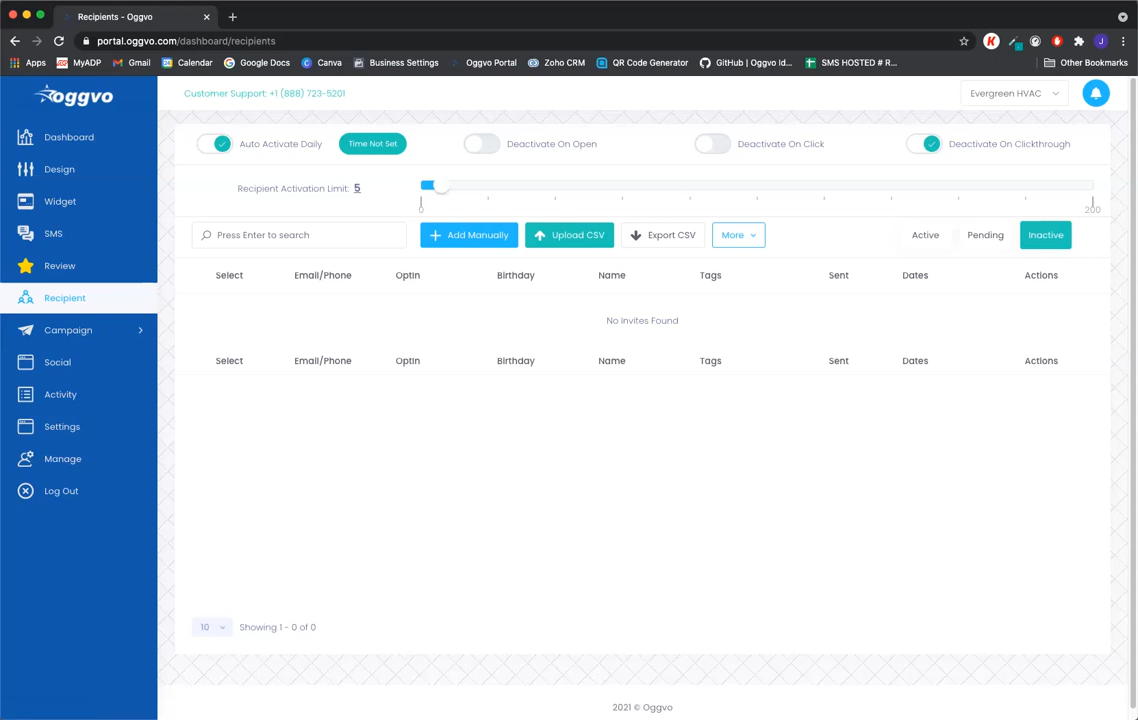 Recipients - Oggvo
portal.oggvo.com/dashboard/recipients
Apps MyADP Gmail Calendar Google Docs Canva Business Settings Oggvo Portal Zoho CRM QR Code Generator GitHub | Oggvo Id... SMS HOSTED # R... Other Bookmarks
oggvo
Customer Support: +1 (888) 723-5201
Evergreen HVAC
Dashboard
Design
Widget
SMS
Review
Recipient
Campaign
Social
Activity
Settings
Manage
Log Out
Auto Activate Daily Time Not Set Deactivate On Open Deactivate On Click Deactivate On Clickthrough
Recipient Activation Limit: 5
0 200
Press Enter to search Add Manually Upload CSV Export CSV More Active Pending Inactive
Select Email/Phone OptIn Birthday Name Tags Sent Dates Actions
No Invites Found
Select Email/Phone OptIn Birthday Name Tags Sent Dates Actions
10 Showing 1 - 0 of 0
2021 © Oggvo